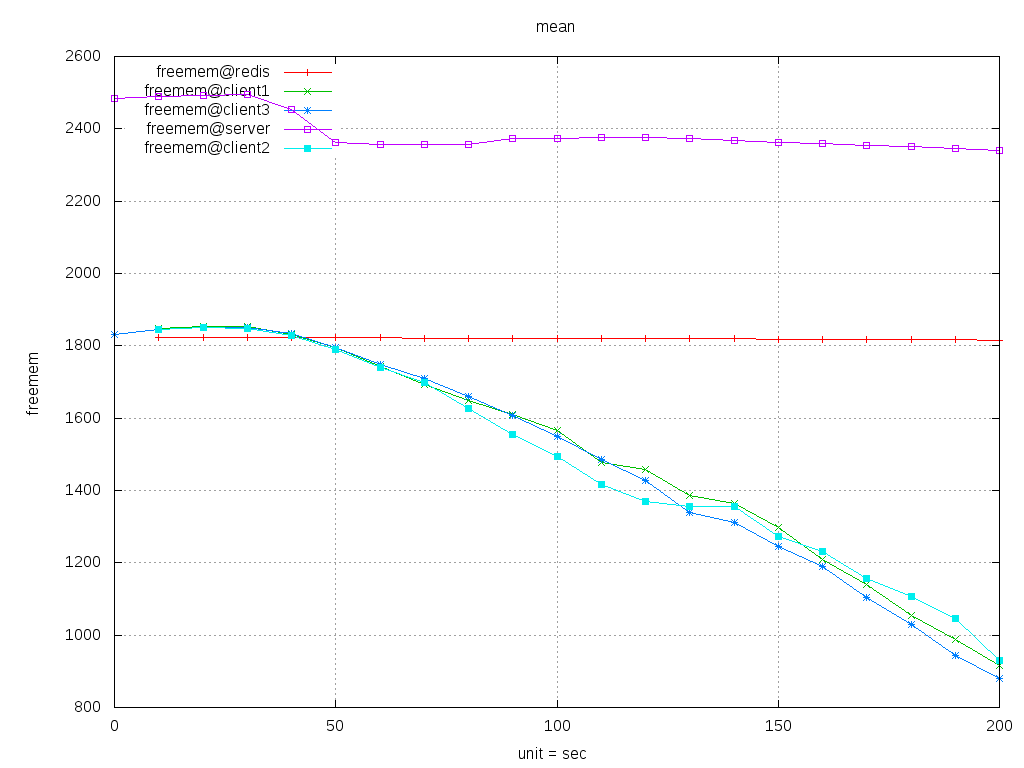 mean
2600
2400
2200
2000
1800
1600
1400
1200
1000
800
freemem
freemem@redis
freemem@client1
freemem@client3
freemem@server
freemem@client2
0 50 100 150 200
unit = sec